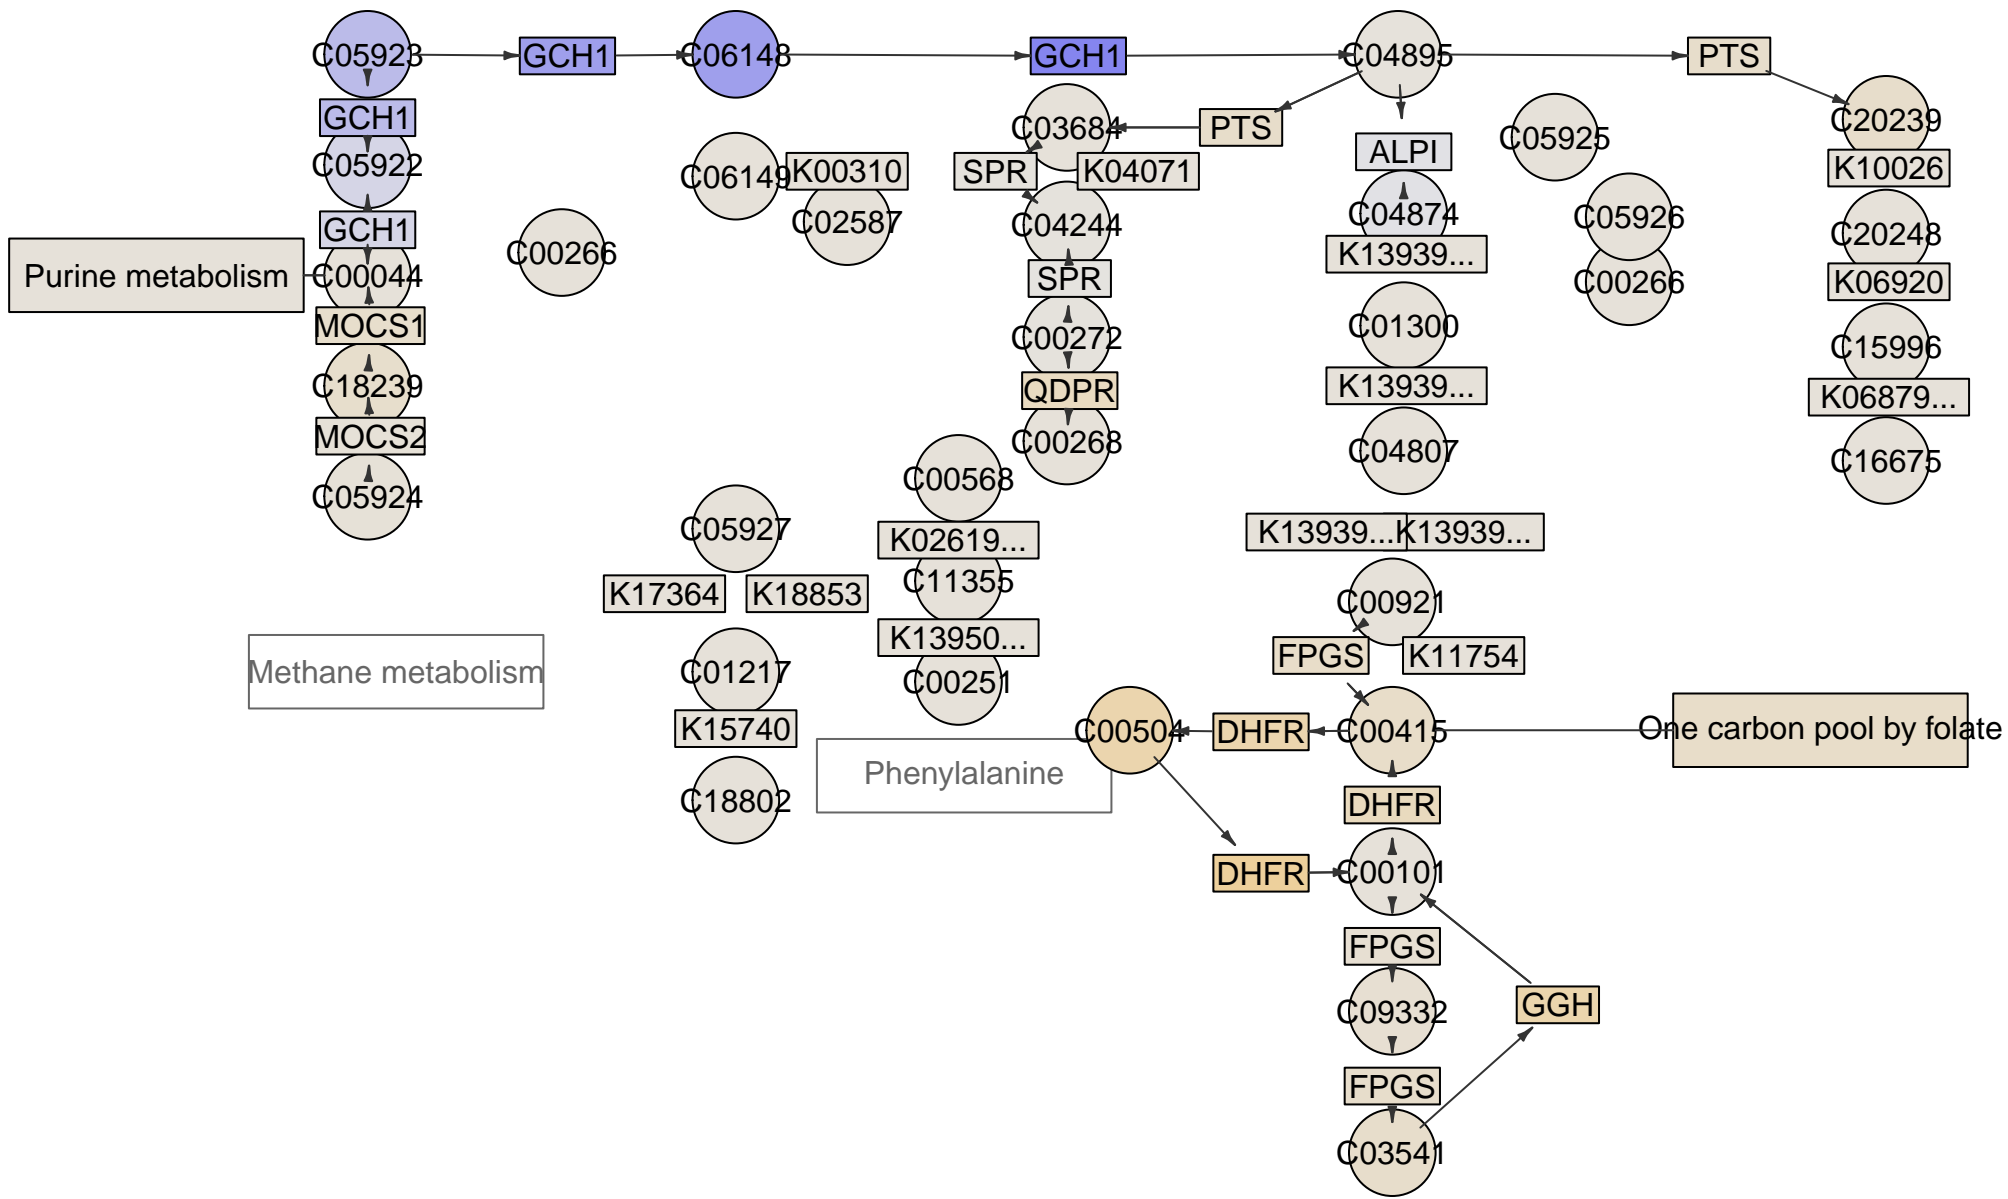 C05923
GCH1
C06148
GCH1
C04895
PTS
GCH1
C03684
PTS
C20239
C05922
C06149
K00310
SPR
K04071
ALPI
C05925
K10026
GCH1
C00266
C02587
C04244
C04874
C05926
C20248
Purine metabolism
C00044
SPR
K13939...
C00266
K06920
MOCS1
C00272
C01300
C15996
C18239
QDPR
K13939...
K06879...
MOCS2
C00268
C04807
C16675
C05924
C00568
C05927
K02619...
K13939...
K13939...
K17364
K18853
C11355
C00921
Methane metabolism
C01217
K13950...
C00251
FPGS
K11754
K15740
C00504
DHFR
C00415
One carbon pool by folate
Phenylalanine
C18802
DHFR
DHFR
C00101
FPGS
C09332
GGH
FPGS
C03541